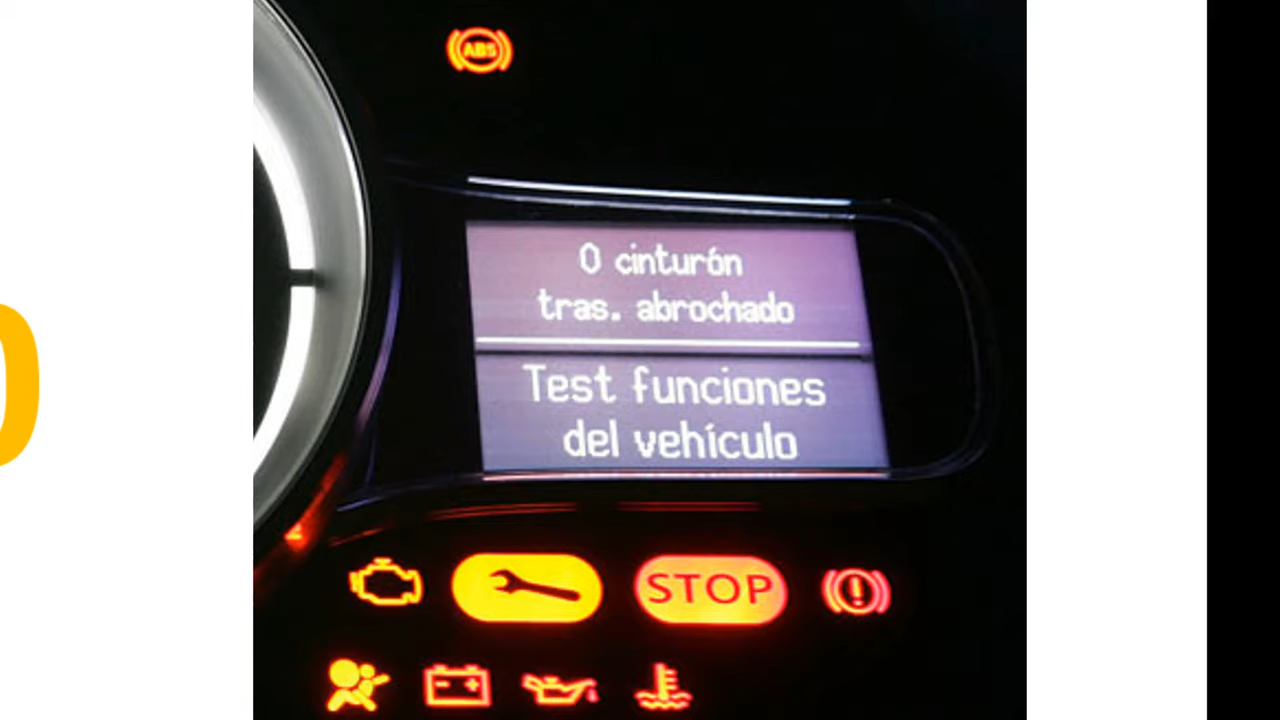 ABS
0 cinturón
tras. abrochado
Test funciones
del vehículo
STOP